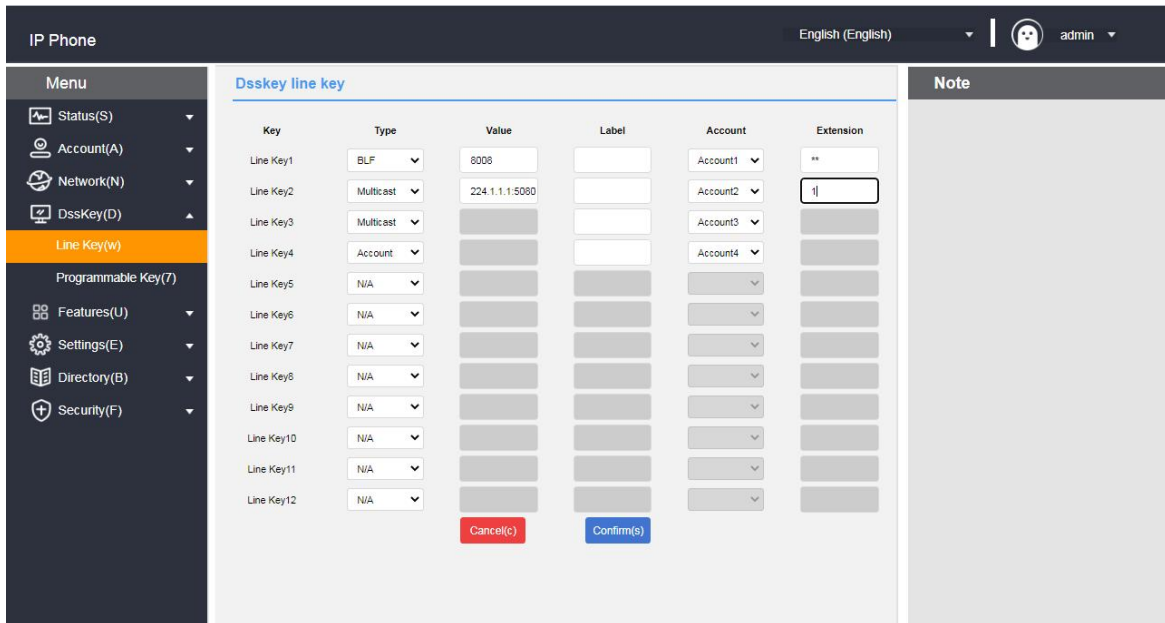 IP Phone
English (English)
admin
Menu
Status(S)
Account(A)
Network(N)
DssKey(D)
Line Key(w)
Programmable Key(7)
Features(U)
Settings(E)
Directory(B)
Security(F)
Dsskey line key
Key Type Value Label Account Extension
Line Key1 BLF 8008 Account1 **
Line Key2 Multicast 224.1.1.1:5080 Account2 1
Line Key3 Multicast Account3
Line Key4 Account Account4
Line Key5 N/A
Line Key6 N/A
Line Key7 N/A
Line Key8 N/A
Line Key9 N/A
Line Key10 N/A
Line Key11 N/A
Line Key12 N/A
Cancel(c) Confirm(s)
Note